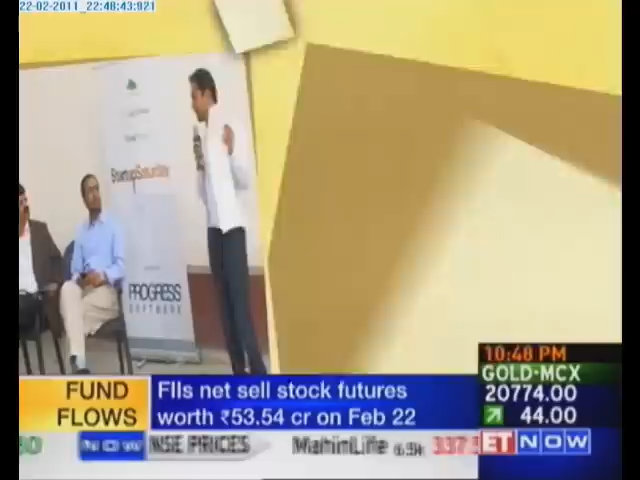 22-02-2011_22:48:43:921
StartupSaturday
PROGRESS
SOFTWARE
10:48 PM
GOLD-MCX
20774.00
44.00
FUND
FLOWS
FIIs net sell stock futures
worth ₹53.54 cr on Feb 22
NOW
NSE PRICES
MahinLife
ET NOW